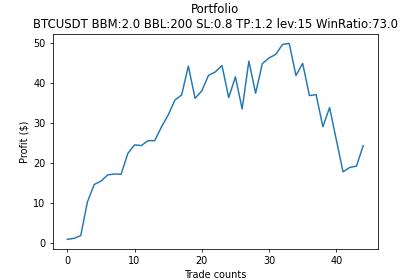 Portfolio
BTCUSDT BBM:2.0 BBL:200 SL:0.8 TP:1.2 lev:15 WinRatio:73.0
50
40
30
20
10
0
Profit ($)
0 10 20 30 40
Trade counts